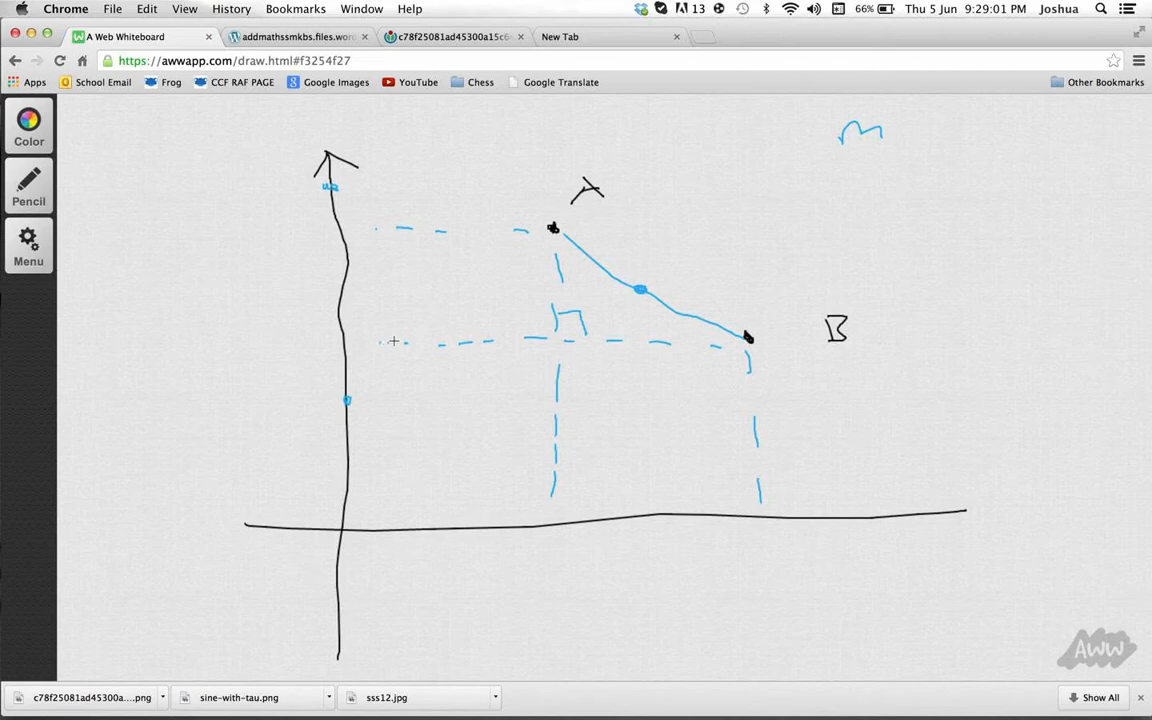 Chrome File Edit View History Bookmarks Window Help 13 66% Thu 5 Jun 9:29:01 PM Joshua
A Web Whiteboard addmathssmkbs.files.wor c78f25081ad45300a15c6 New Tab
https://awwapp.com/draw.html#f3254f27
Apps School Email Frog CCF RAF PAGE Google Images YouTube Chess Google Translate Other Bookmarks
Color
Pencil
Menu
m
A
B
AWW
c78f25081ad45300a....png sine-with-tau.png sss12.jpg Show All